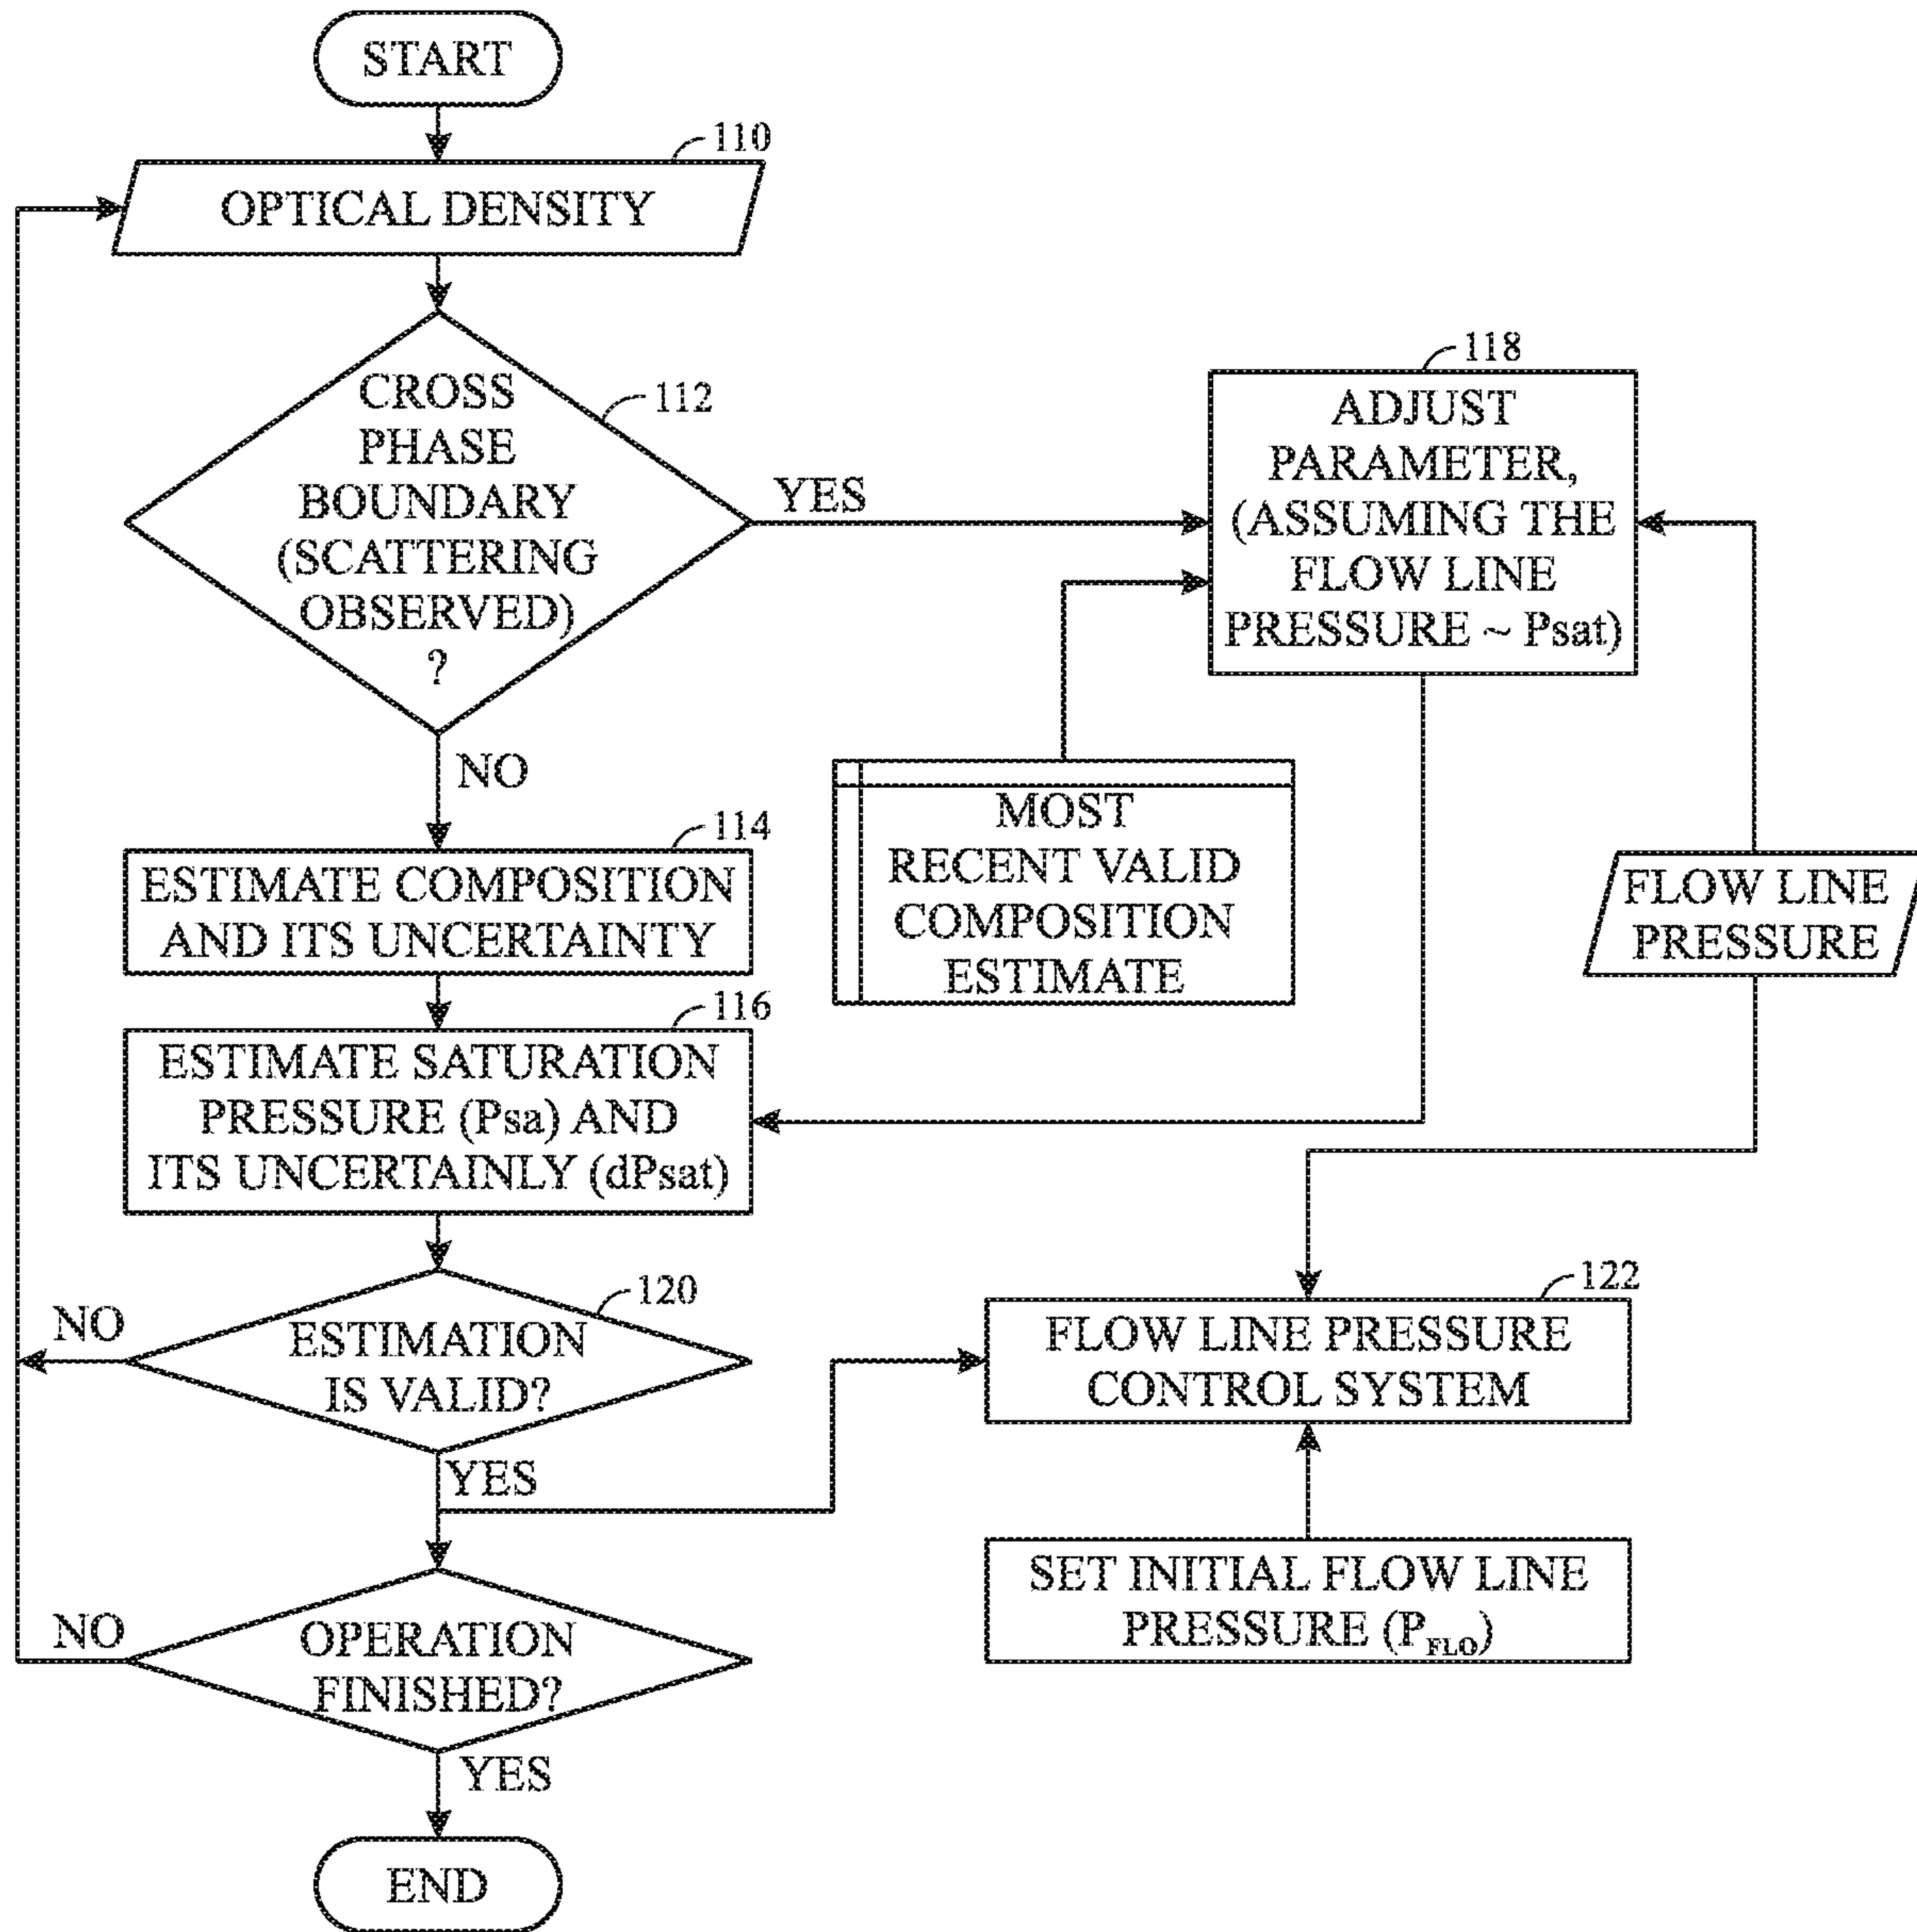 START
110
OPTICAL DENSITY
CROSS
PHASE
BOUNDARY
(SCATTERING
OBSERVED)
?
112
YES
NO
118
ADJUST
PARAMETER,
(ASSUMING THE
FLOW LINE
PRESSURE ~ Psat)
MOST
RECENT VALID
COMPOSITION
ESTIMATE
FLOW LINE
PRESSURE
114
ESTIMATE COMPOSITION
AND ITS UNCERTAINTY
116
ESTIMATE SATURATION
PRESSURE (Psa) AND
ITS UNCERTAINLY (dPsat)
120
ESTIMATION
IS VALID?
NO
YES
122
FLOW LINE PRESSURE
CONTROL SYSTEM
SET INITIAL FLOW LINE
PRESSURE (PFLO)
OPERATION
FINISHED?
NO
YES
END